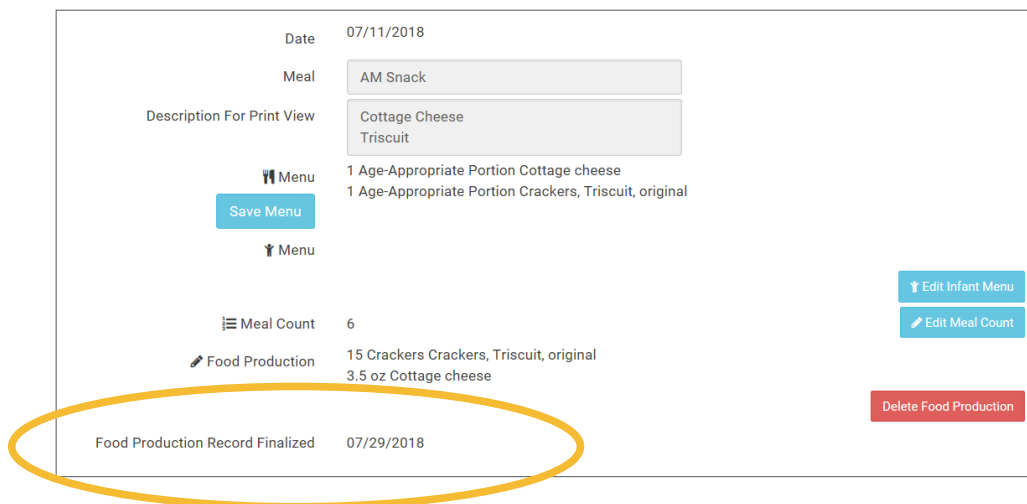 Date 07/11/2018
Meal AM Snack
Description For Print View Cottage Cheese
Triscuit
Menu 1 Age-Appropriate Portion Cottage cheese
1 Age-Appropriate Portion Crackers, Triscuit, original
Save Menu
Menu
Edit Infant Menu
Meal Count 6 Edit Meal Count
Food Production 15 Crackers Crackers, Triscuit, original
3.5 oz Cottage cheese
Delete Food Production
Food Production Record Finalized 07/29/2018